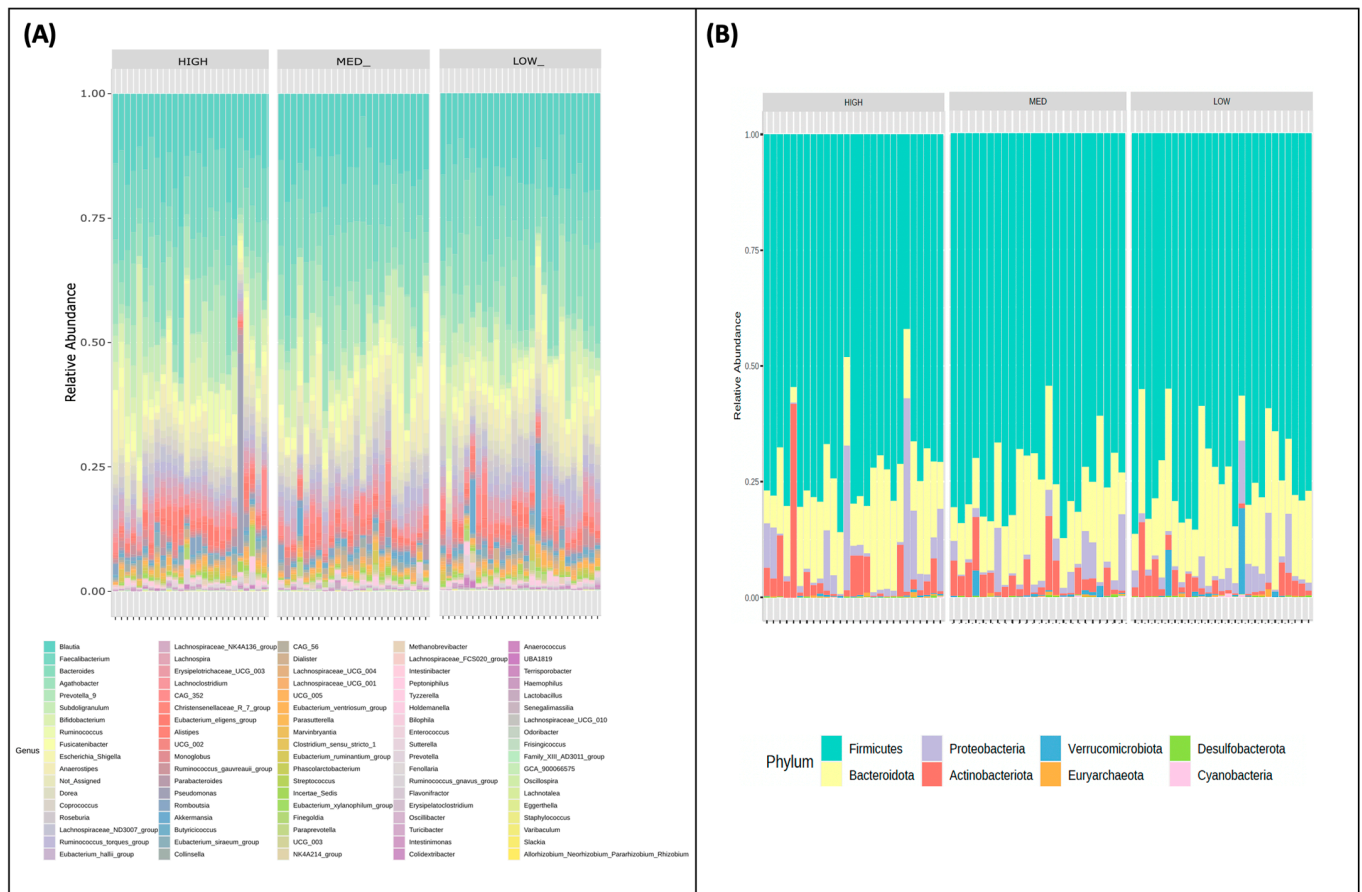 (A)
HIGH MED_ LOW_
1.00
0.75
0.50
0.25
0.00
Relative Abundance
Genus
Blautia
Faecalibacterium
Bacteroides
Agathobacter
Prevotella_9
Subdoligranulum
Bifidobacterium
Ruminococcus
Fusicatenibacter
Escherichia_Shigella
Anaerostipes
Not_Assigned
Dorea
Coprococcus
Roseburia
Lachnospiraceae_ND3007_group
Ruminococcus_torques_group
Eubacterium_hallii_group
Lachnospiraceae_NK4A136_group
Lachnospira
Erysipelotrichaceae_UCG_003
Lachnoclostridium
CAG_352
Christensenellaceae_R_7_group
Eubacterium_eligens_group
Alistipes
UCG_002
Monoglobus
Ruminococcus_gauvreauii_group
Parabacteroides
Pseudomonas
Romboutsia
Akkermansia
Butyricicoccus
Eubacterium_siraeum_group
Collinsella
CAG_56
Dialister
Lachnospiraceae_UCG_004
Lachnospiraceae_UCG_001
UCG_005
Eubacterium_ventriosum_group
Parasutterella
Marvinbryantia
Clostridium_sensu_stricto_1
Eubacterium_ruminantium_group
Phascolarctobacterium
Streptococcus
Incertae_Sedis
Eubacterium_xylanophilum_group
Finegoldia
Paraprevotella
UCG_003
NK4A214_group
Methanobrevibacter
Lachnospiraceae_FCS020_group
Intestinibacter
Peptoniphilus
Tyzzerella
Holdemanella
Bilophila
Enterococcus
Sutterella
Prevotella
Fenollaria
Ruminococcus_gnavus_group
Flavonifractor
Erysipelatoclostridium
Oscillibacter
Turicibacter
Intestinimonas
Colidextribacter
Anaerococcus
UBA1819
Terrisporobacter
Haemophilus
Lactobacillus
Senegalimassilia
Lachnospiraceae_UCG_010
Odoribacter
Frisingicoccus
Family_XIII_AD3011_group
GCA_900066575
Oscillospira
Lachnotalea
Eggerthella
Staphylococcus
Varibaculum
Slackia
Allorhizobium_Neorhizobium_Pararhizobium_Rhizobium
(B)
HIGH MED LOW
1.00
0.75
0.50
0.25
0.00
Relative Abundance
Phylum
Firmicutes
Bacteroidota
Proteobacteria
Actinobacteriota
Verrucomicrobiota
Euryarchaeota
Desulfobacterota
Cyanobacteria